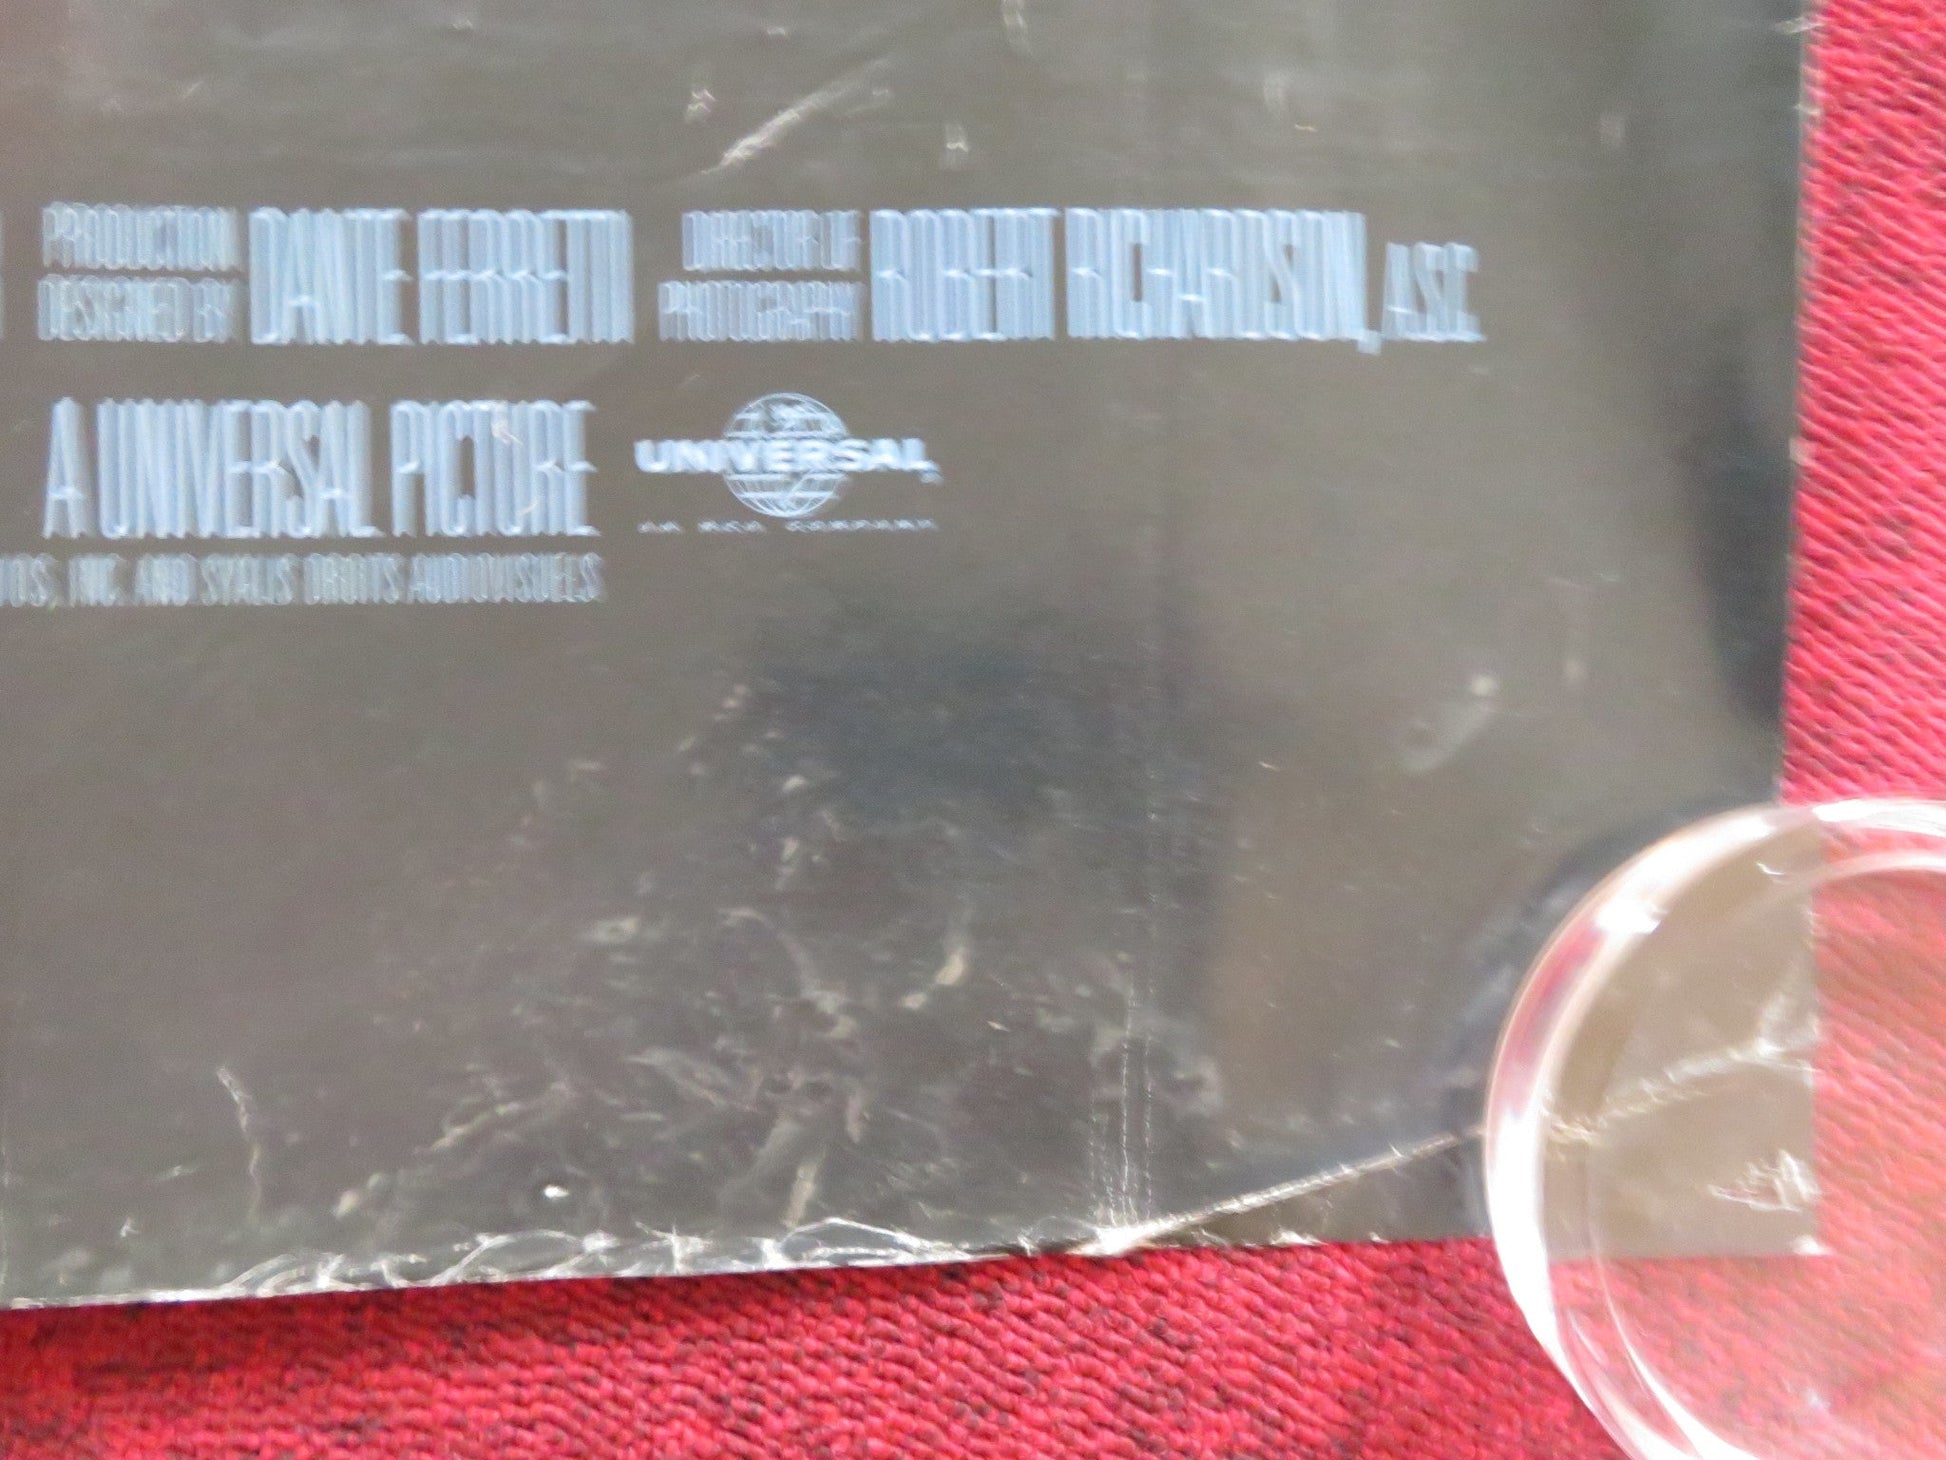 PRODUCTION DESIGNED BY DANTE FERRETTI DIRECTOR OF PHOTOGRAPHY ROBERT RICHARDSON, A.S.C.
A UNIVERSAL PICTURE UNIVERSAL
AN MCA COMPANY
INC. AND SYALIS DROITS AUDIOVISUELS